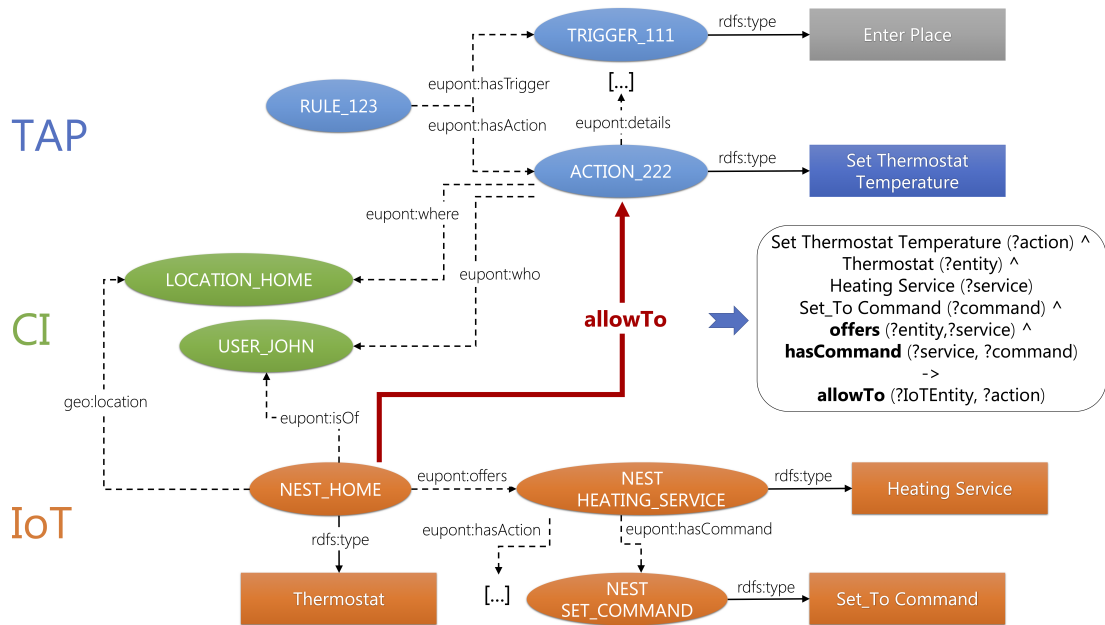 TRIGGER_111
rdfs:type
Enter Place
eupont:hasTrigger
[...]
RULE_123
TAP
eupont:hasAction
eupont:details
ACTION_222
rdfs:type
Set Thermostat
Temperature
eupont:where
eupont:who
LOCATION_HOME
CI
USER_JOHN
geo:location
eupont:isOf
allowTo
Set Thermostat Temperature (?action) ^
Thermostat (?entity) ^
Heating Service (?service)
Set_To Command (?command) ^
offers (?entity,?service) ^
hasCommand (?service, ?command)
->
allowTo (?IoTEntity, ?action)
NEST_HOME
eupont:offers
NEST
HEATING_SERVICE
rdfs:type
Heating Service
IoT
rdfs:type
eupont:hasAction
eupont:hasCommand
Thermostat
[...]
NEST
SET_COMMAND
rdfs:type
Set_To Command